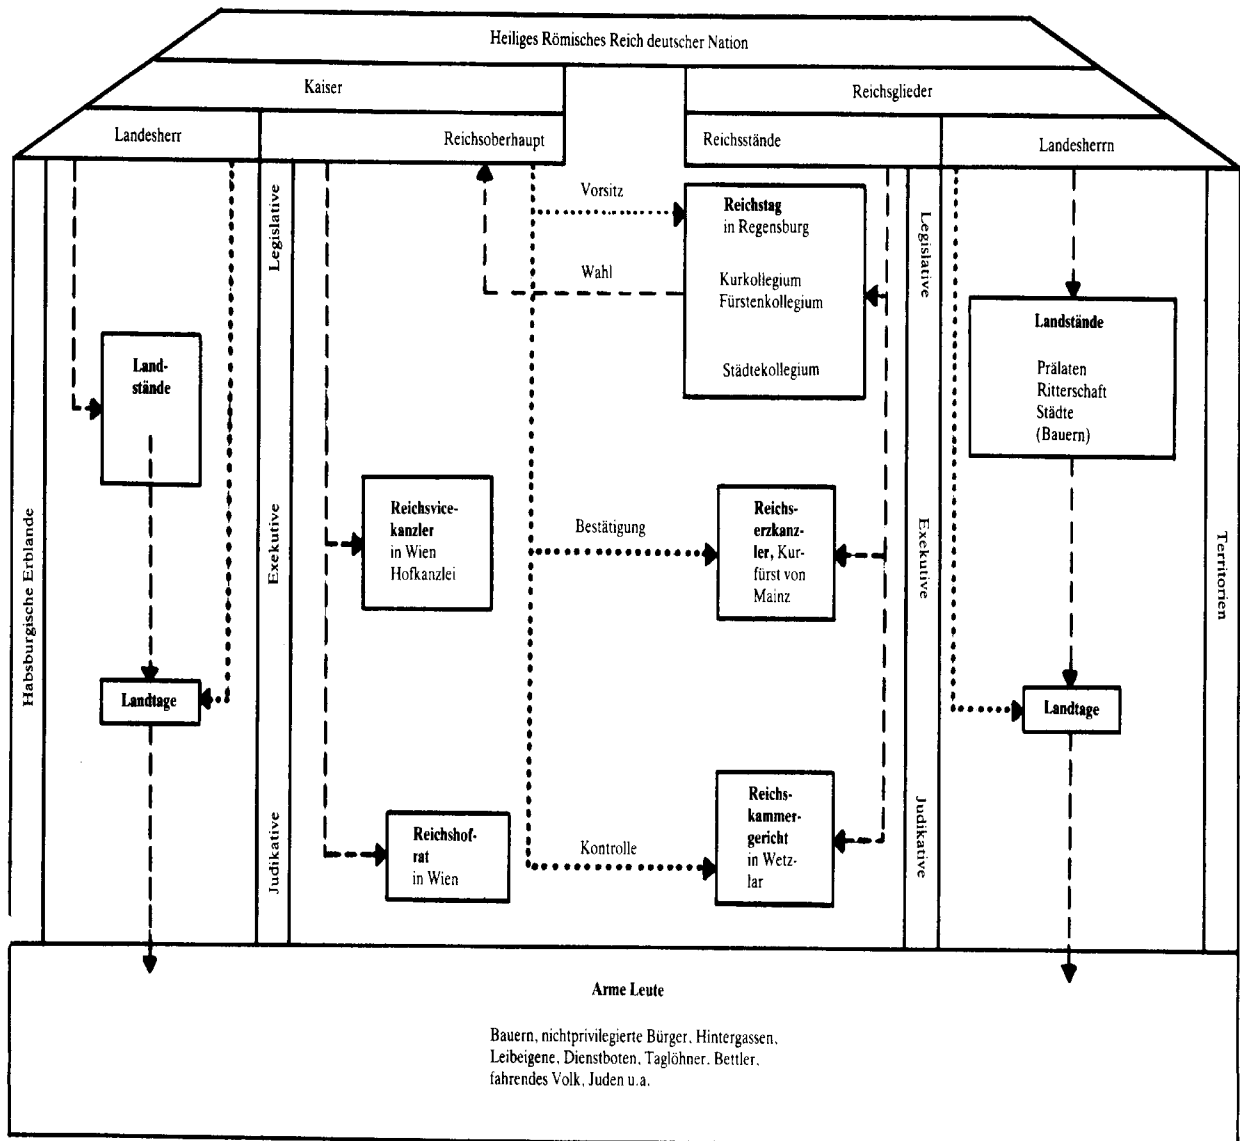 Heiliges Römisches Reich deutscher Nation
Kaiser
Reichsglieder
Landesherr
Reichsoberhaupt
Reichsstände
Landesherrn
Habsburgische Erblande
Legislative
Exekutive
Judikative
Vorsitz
Wahl
Bestätigung
Kontrolle
Land-
stände
Landtage
Reichsvice-
kanzler
in Wien
Hofkanzlei
Reichshof-
rat
in Wien
Reichstag
in Regensburg
Kurkollegium
Fürstenkollegium
Städtekollegium
Reichs-
erzkanz-
ler, Kur-
fürst von
Mainz
Reichs-
kammer-
gericht
in Wetz-
lar
Legislative
Exekutive
Judikative
Landstände
Prälaten
Ritterschaft
Städte
(Bauern)
Landtage
Territorien
Arme Leute
Bauern, nichtprivilegierte Bürger, Hintergassen,
Leibeigene, Dienstboten, Taglöhner, Bettler,
fahrendes Volk, Juden u.a.